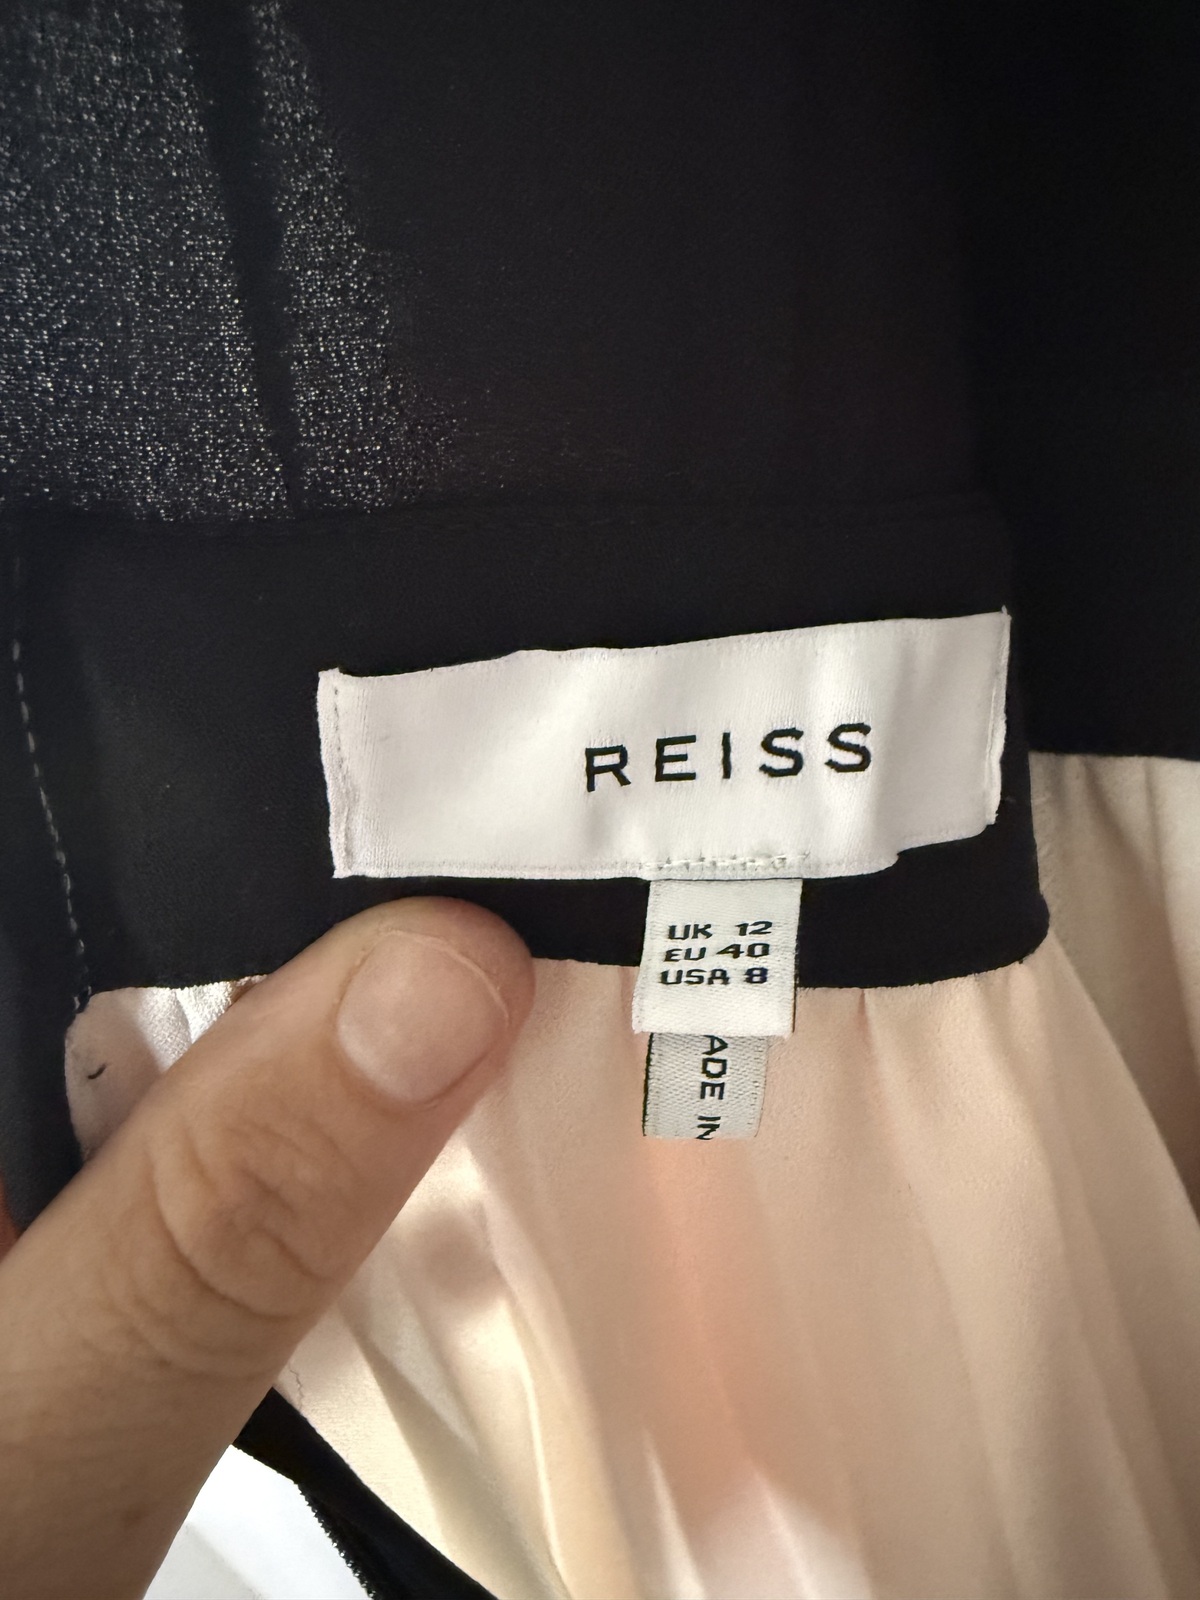 REISS
UK 12
EU 40
USA 8
ADE IN